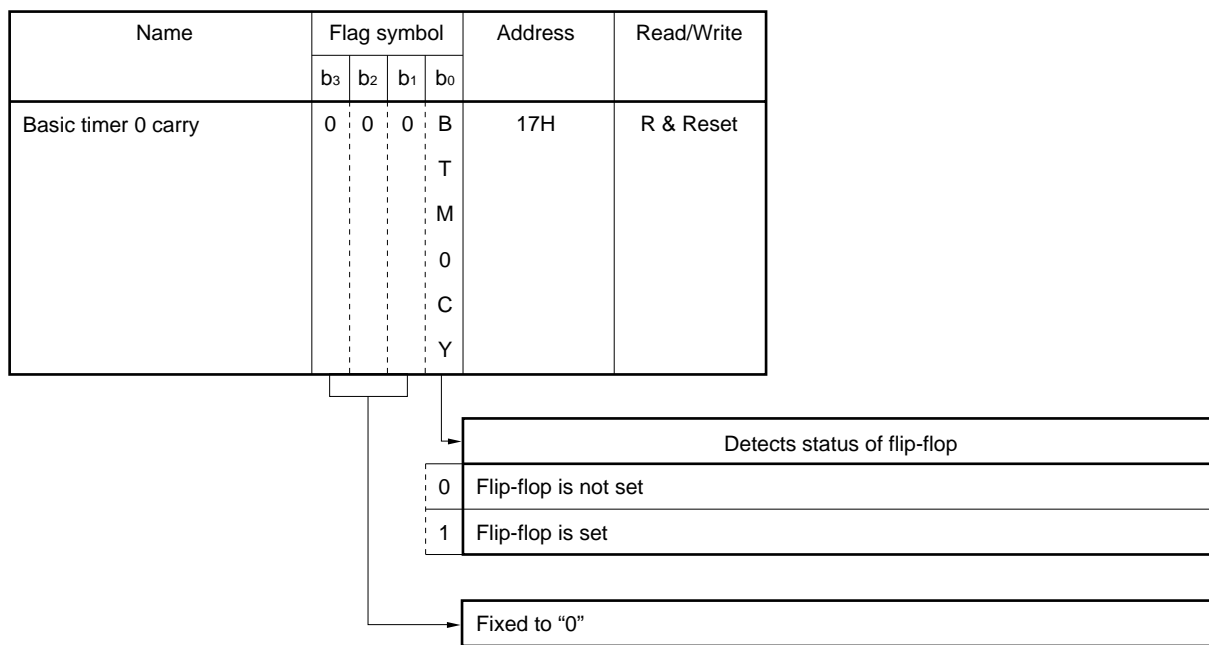 Name Flag symbol Address Read/Write
b3 b2 b1 b0
Basic timer 0 carry 0 0 0 B 17H R & Reset
T
M
0
C
Y
Detects status of flip-flop
0 Flip-flop is not set
1 Flip-flop is set
Fixed to “0”